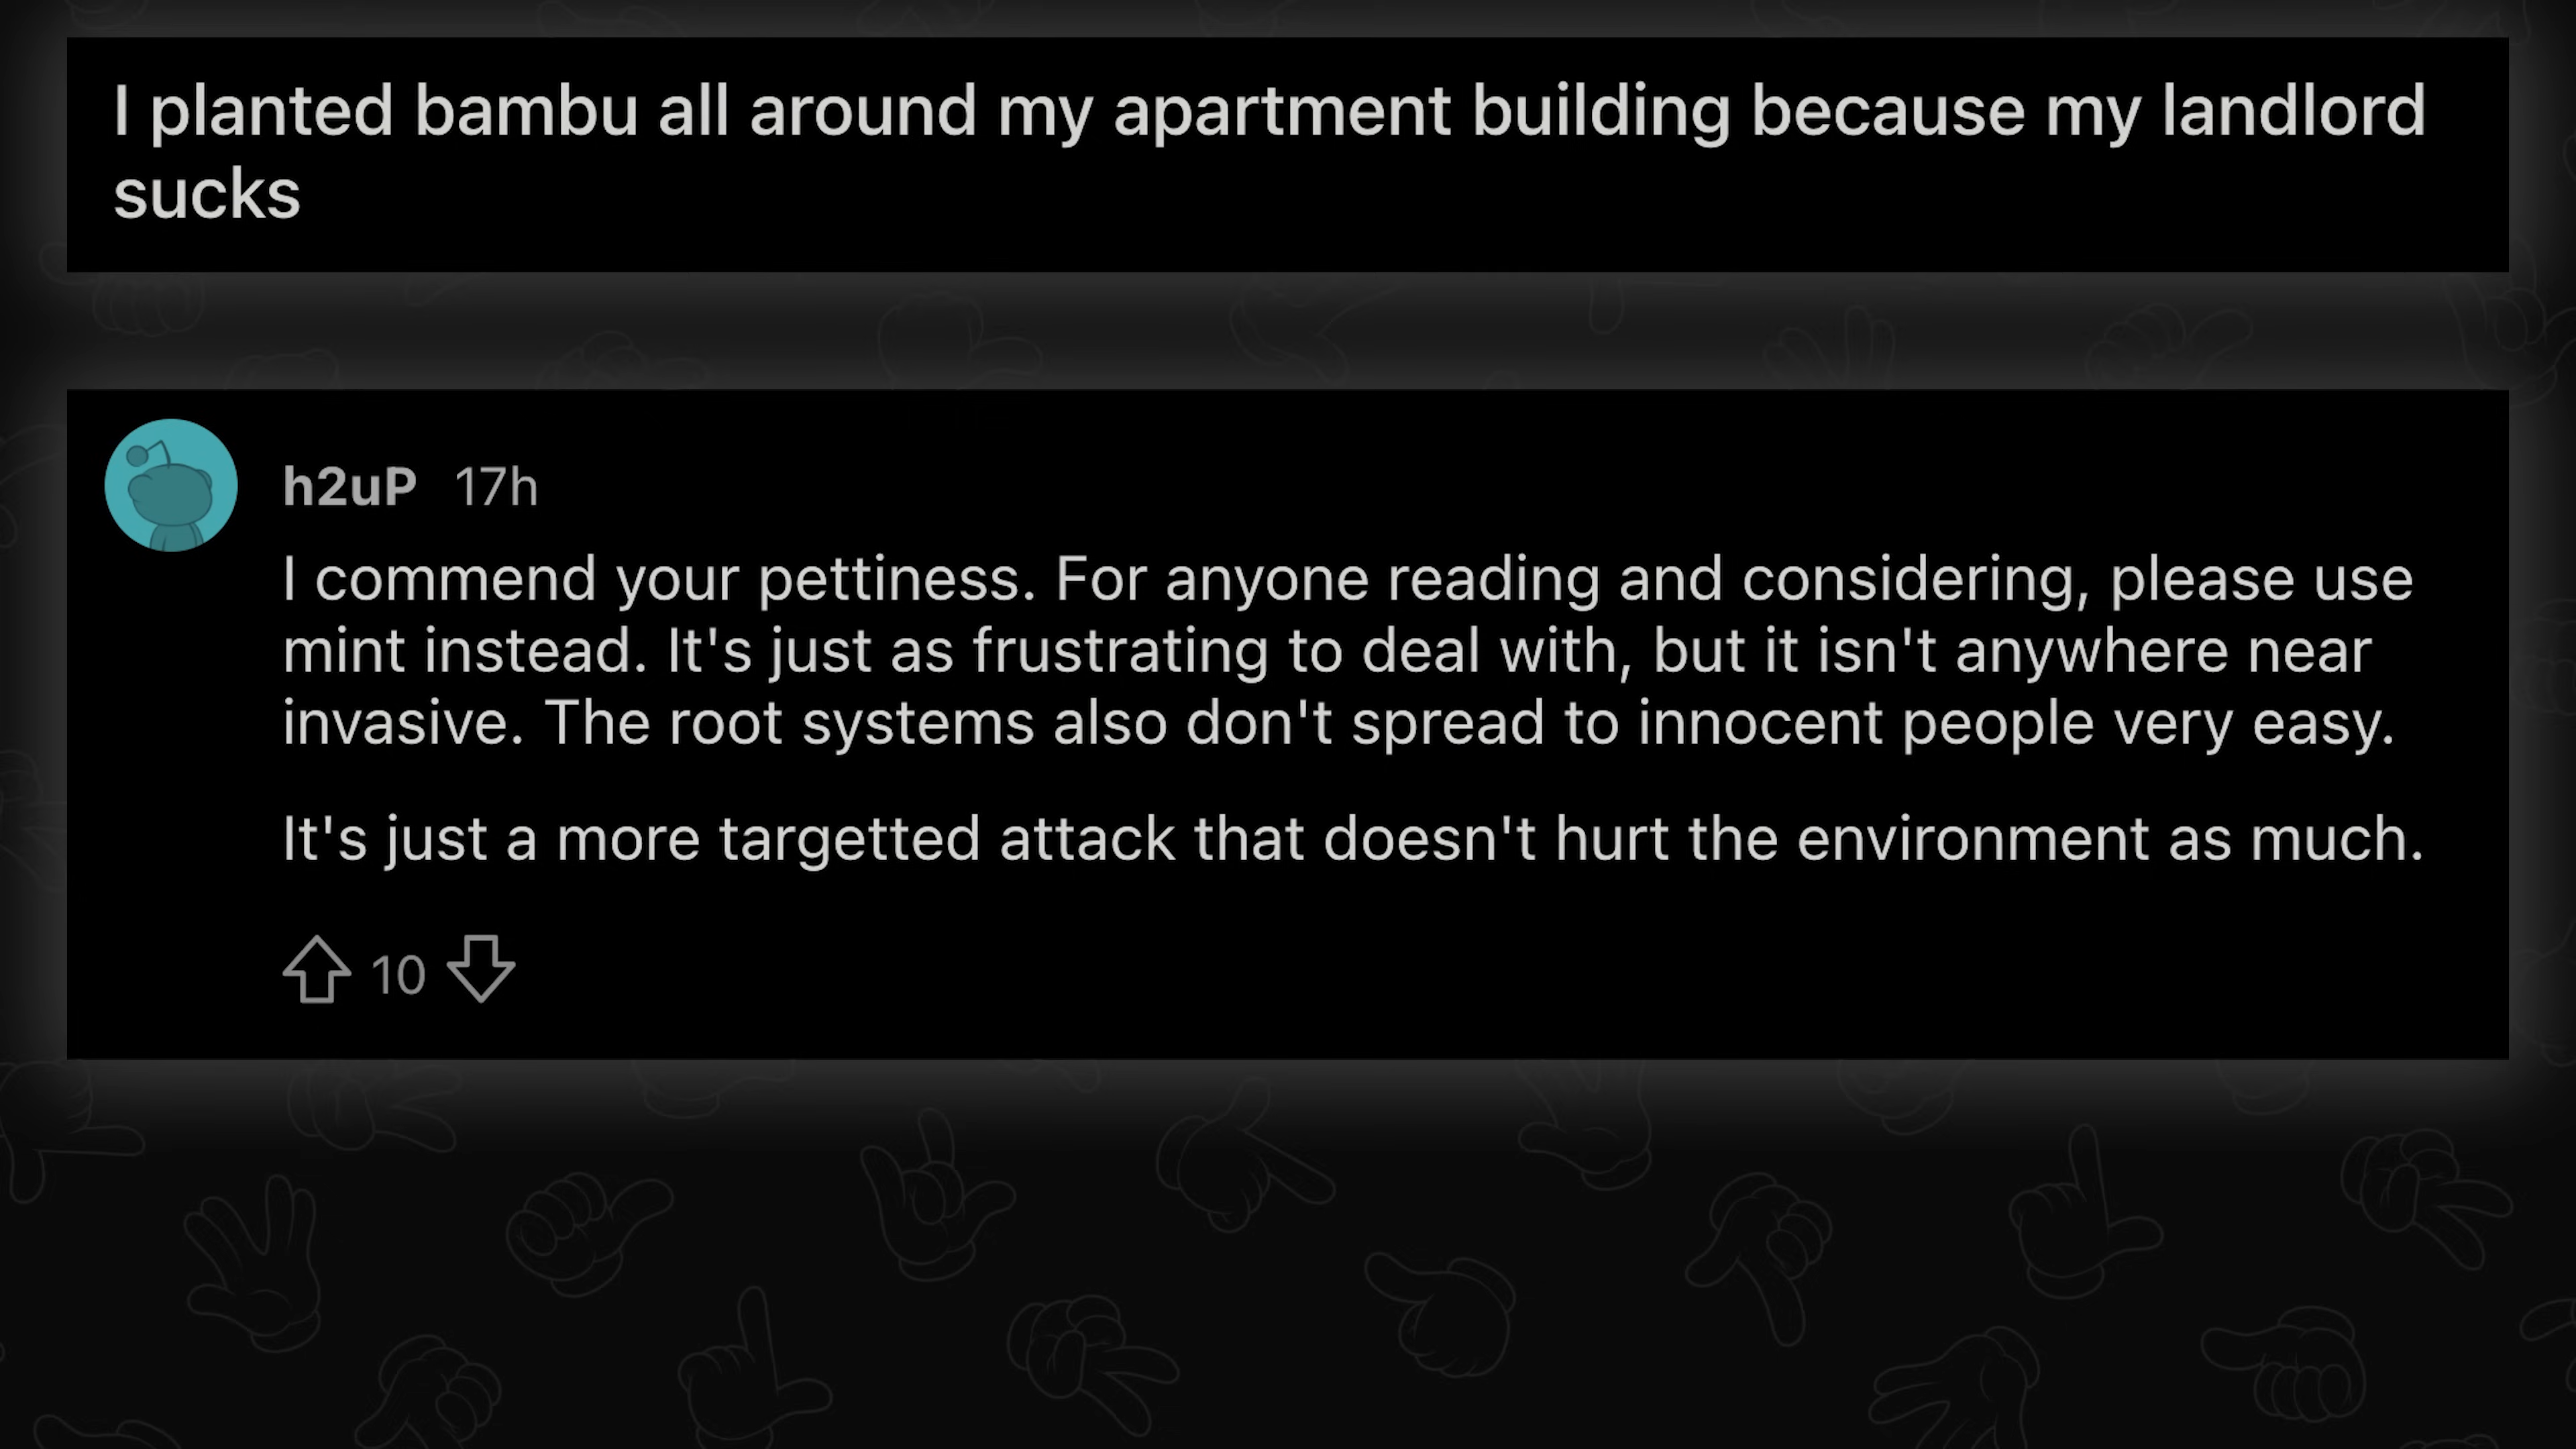 I planted bambu all around my apartment building because my landlord
sucks
h2uP 17h
I commend your pettiness. For anyone reading and considering, please use
mint instead. It's just as frustrating to deal with, but it isn't anywhere near
invasive. The root systems also don't spread to innocent people very easy.
It's just a more targetted attack that doesn't hurt the environment as much.
10